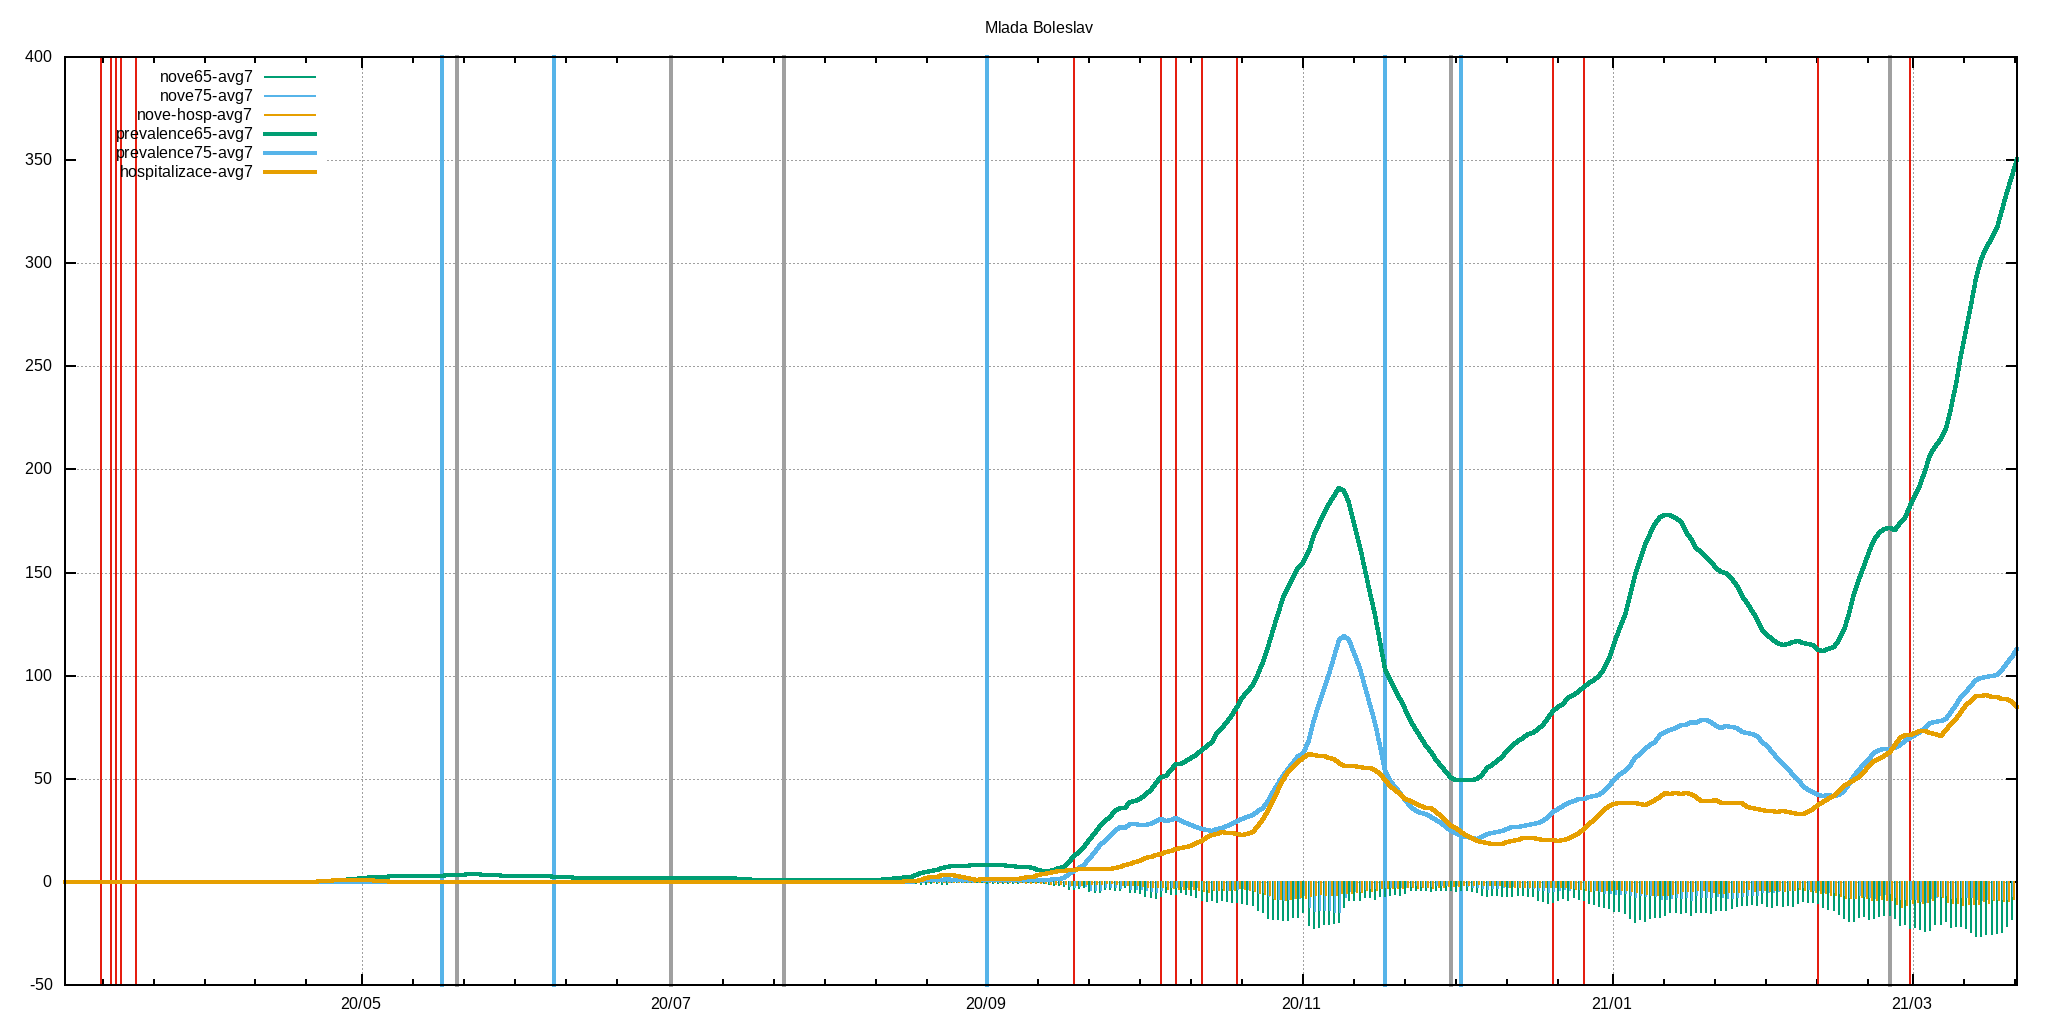 Mlada Boleslav
400
350
300
250
200
150
100
50
0
-50
nove65-avg7
nove75-avg7
nove-hosp-avg7
prevalence65-avg7
prevalence75-avg7
hospitalizace-avg7
20/05 20/07 20/09 20/11 21/01 21/03